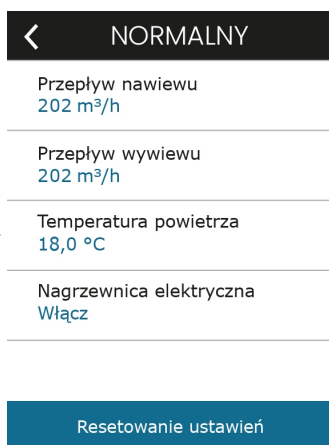 NORMALNY
Przepływ nawiewu
202 m³/h
Przepływ wywiewu
202 m³/h
Temperatura powietrza
18,0 °C
Nagrzewnica elektryczna
Włącz
Resetowanie ustawień